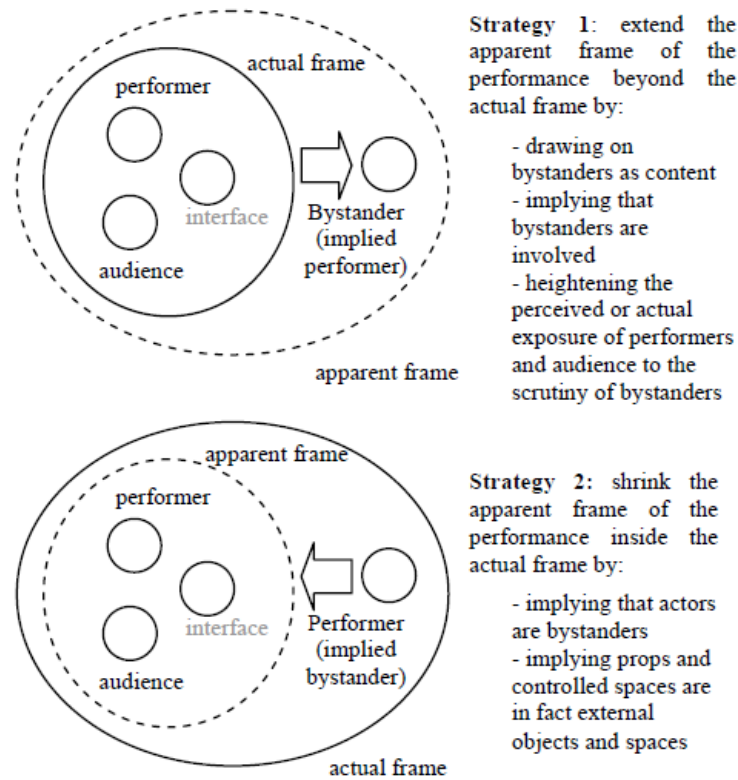 actual frame
performer
interface
audience
Bystander
(implied
performer)
apparent frame
Strategy 1: extend the
apparent frame of the
performance beyond the
actual frame by:
- drawing on
bystanders as content
- implying that
bystanders are
involved
- heightening the
perceived or actual
exposure of performers
and audience to the
scrutiny of bystanders
apparent frame
performer
interface
audience
Performer
(implied
bystander)
actual frame
Strategy 2: shrink the
apparent frame of the
performance inside the
actual frame by:
- implying that actors
are bystanders
- implying props and
controlled spaces are
in fact external
objects and spaces